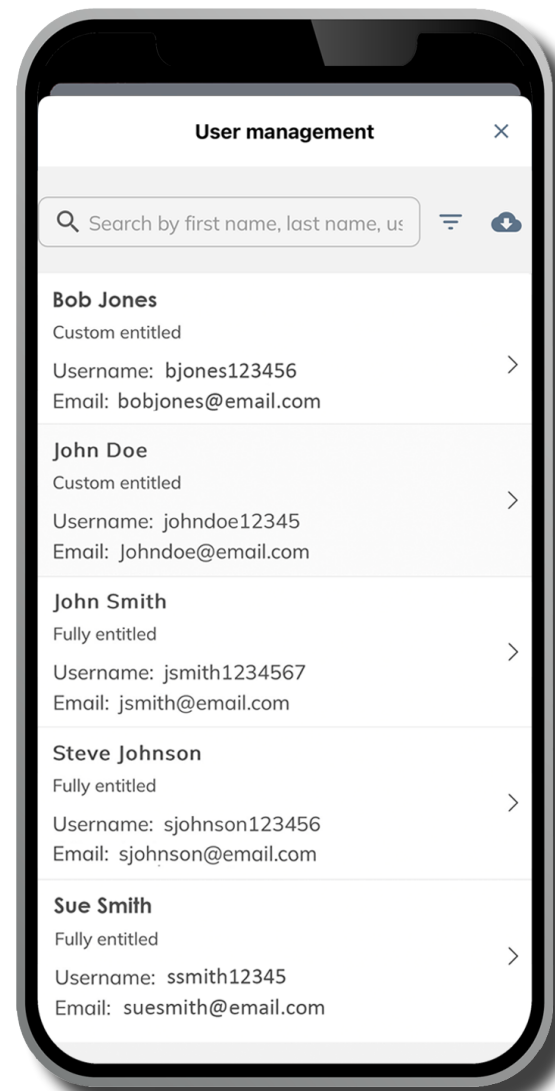 User management
Search by first name, last name, us
Bob Jones
Custom entitled
Username: bjones123456
Email: bobjones@email.com
John Doe
Custom entitled
Username: johndoe12345
Email: Johndoe@email.com
John Smith
Fully entitled
Username: jsmith1234567
Email: jsmith@email.com
Steve Johnson
Fully entitled
Username: sjohnson123456
Email: sjohnson@email.com
Sue Smith
Fully entitled
Username: ssmith12345
Email: suesmith@email.com